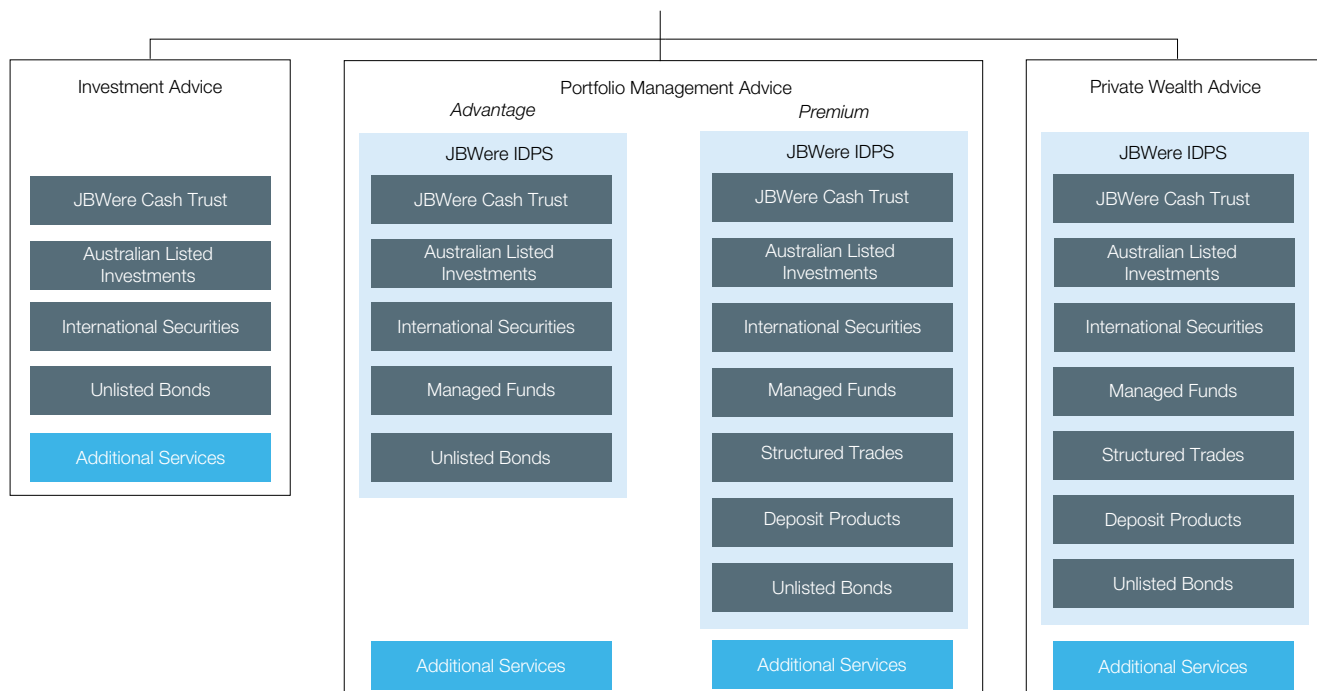 Investment Advice
JBWere Cash Trust
Australian Listed
Investments
International Securities
Unlisted Bonds
Additional Services
Portfolio Management Advice
Advantage
JBWere IDPS
JBWere Cash Trust
Australian Listed
Investments
International Securities
Managed Funds
Unlisted Bonds
Additional Services
Premium
JBWere IDPS
JBWere Cash Trust
Australian Listed
Investments
International Securities
Managed Funds
Structured Trades
Deposit Products
Unlisted Bonds
Additional Services
Private Wealth Advice
JBWere IDPS
JBWere Cash Trust
Australian Listed
Investments
International Securities
Managed Funds
Structured Trades
Deposit Products
Unlisted Bonds
Additional Services